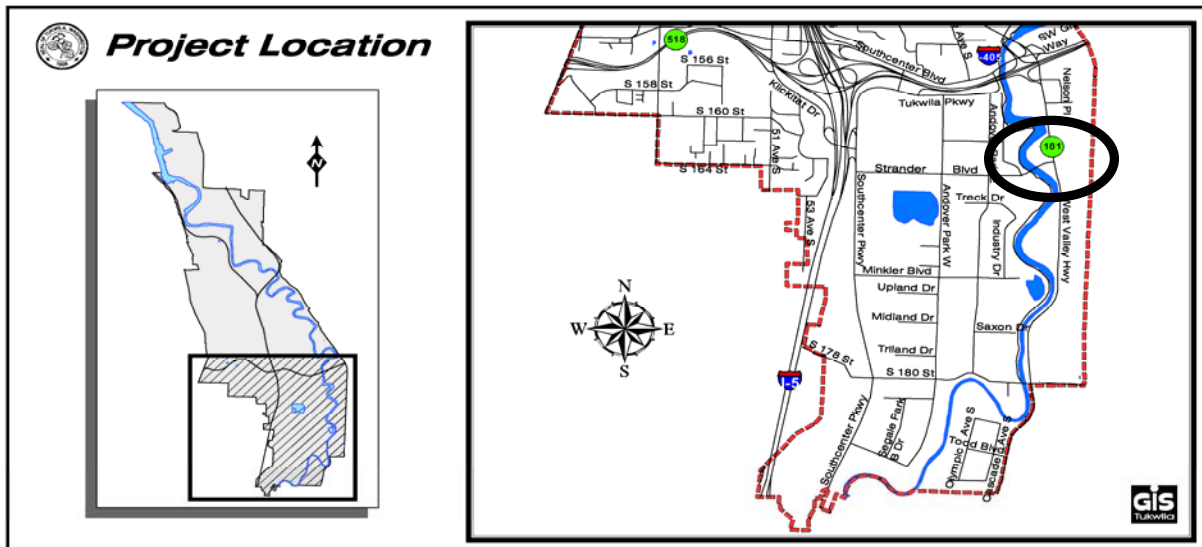 Project Location
N
518
S 156 St
S 158 St
S 160 St
S 164 St
51 Ave S
53 Ave S
Klickitat Dr
Southcenter Blvd
Ave S
I-405
SW
Way
Nelson Pl
Tukwila Pkwy
181
Strander Blvd
Treck Dr
Southcenter Pkwy
Andover Park W
Industry Dr
West Valley Hwy
Minkler Blvd
Upland Dr
Midland Dr
Saxon Dr
Triland Dr
S 178 St
S 180 St
I-5
N
W
E
S
Southcenter Pkwy
Segale Park
B Dr
Olympic Ave S
Todd Blvd
Cascade Ave S
GIS
Tukwila